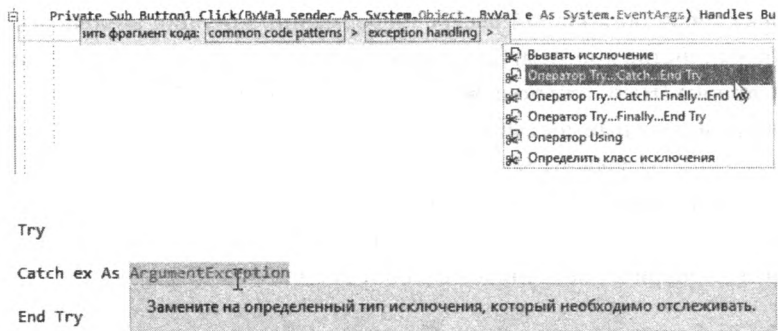 Private Sub Button1_Click(ByVal sender As System.Object, ByVal e As System.EventArgs) Handles Bu
зить фрагмент кода: common code patterns > exception handling >
Вызвать исключение
Оператор Try...Catch...End Try
Оператор Try...Catch...Finally...End Try
Оператор Try...Finally...End Try
Оператор Using
Определить класс исключения
Try
Catch ex As ArgumentException
Замените на определенный тип исключения, который необходимо отслеживать.
End Try